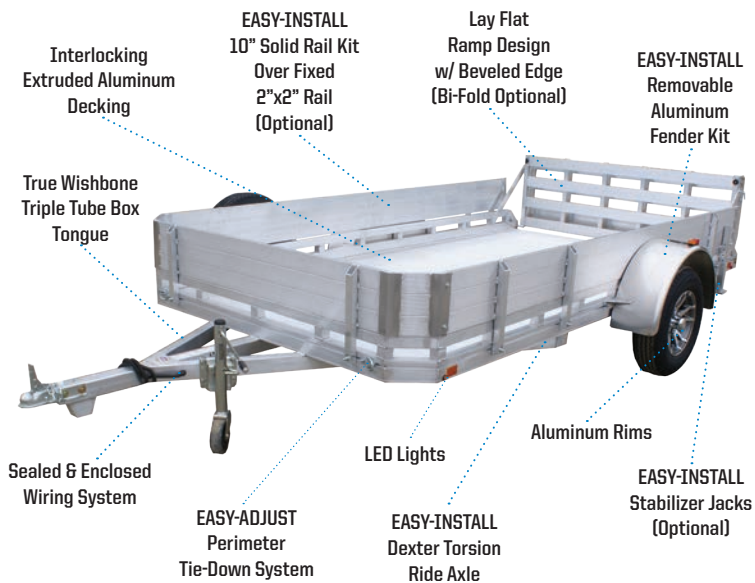 EASY-INSTALL
10” Solid Rail Kit
Over Fixed
2”x2” Rail
(Optional)
Lay Flat
Ramp Design
w/ Beveled Edge
(Bi-Fold Optional)
Interlocking
Extruded Aluminum
Decking
EASY-INSTALL
Removable
Aluminum
Fender Kit
True Wishbone
Triple Tube Box
Tongue
Aluminum Rims
LED Lights
Sealed & Enclosed
Wiring System
EASY-INSTALL
Stabilizer Jacks
(Optional)
EASY-ADJUST
Perimeter
Tie-Down System
EASY-INSTALL
Dexter Torsion
Ride Axle